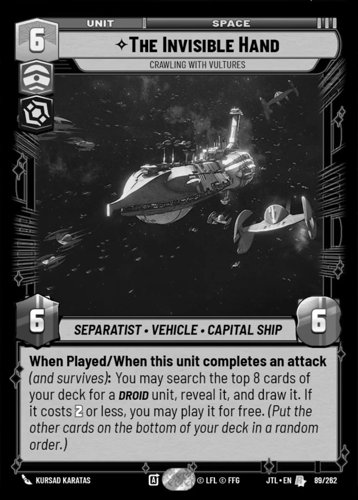 UNIT SPACE
6 THE INVISIBLE HAND
CRAWLING WITH VULTURES
6 SEPARATIST • VEHICLE • CAPITAL SHIP 6
When Played/When this unit completes an attack
(and survives): You may search the top 8 cards of
your deck for a DROID unit, reveal it, and draw it. If
it costs 2 or less, you may play it for free. (Put the
other cards on the bottom of your deck in a random
order.)
KURSAD KARATAS © LFL © FFG JTL • EN 89/262